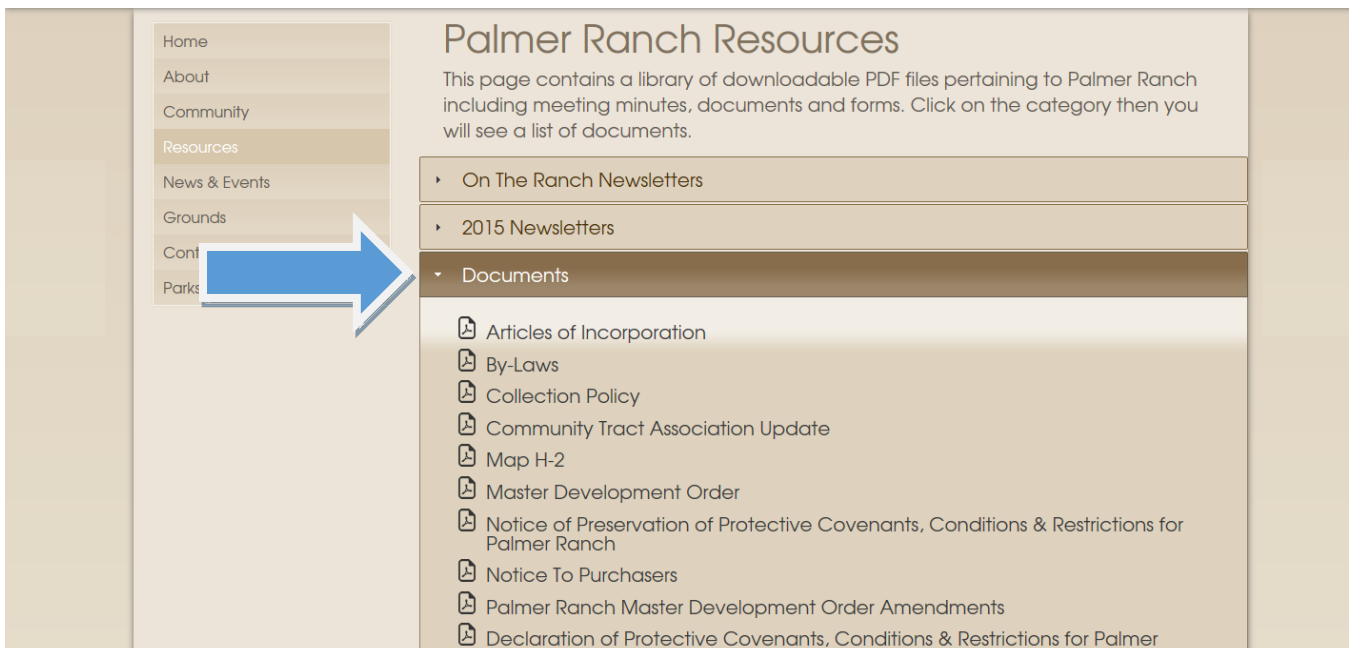 Home
About
Community
Resources
News & Events
Grounds
Cont
Parks
Palmer Ranch Resources
This page contains a library of downloadable PDF files pertaining to Palmer Ranch
including meeting minutes, documents and forms. Click on the category then you
will see a list of documents.
On The Ranch Newsletters
2015 Newsletters
Documents
Articles of Incorporation
By-Laws
Collection Policy
Community Tract Association Update
Map H-2
Master Development Order
Notice of Preservation of Protective Covenants, Conditions & Restrictions for
Palmer Ranch
Notice To Purchasers
Palmer Ranch Master Development Order Amendments
Declaration of Protective Covenants, Conditions & Restrictions for Palmer